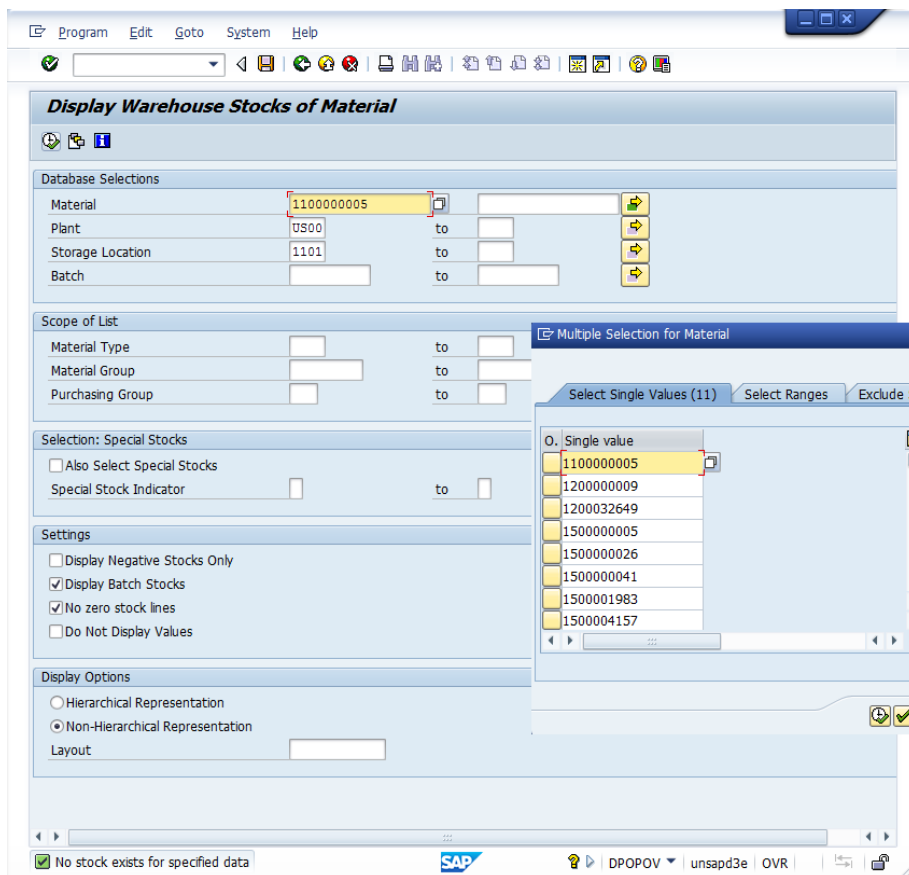 Program Edit Goto System Help
Display Warehouse Stocks of Material
Database Selections
Material 1100000005
Plant US00 to
Storage Location 1101 to
Batch to
Scope of List
Material Type to
Material Group to
Purchasing Group to
Selection: Special Stocks
Also Select Special Stocks
Special Stock Indicator to
Settings
Display Negative Stocks Only
Display Batch Stocks
No zero stock lines
Do Not Display Values
Display Options
Hierarchical Representation
Non-Hierarchical Representation
Layout
Multiple Selection for Material
Select Single Values (11) Select Ranges Exclude
O. Single value
1100000005
1200000009
1200032649
1500000005
1500000026
1500000041
1500001983
1500004157
No stock exists for specified data SAP DPOPOV unsapd3e OVR